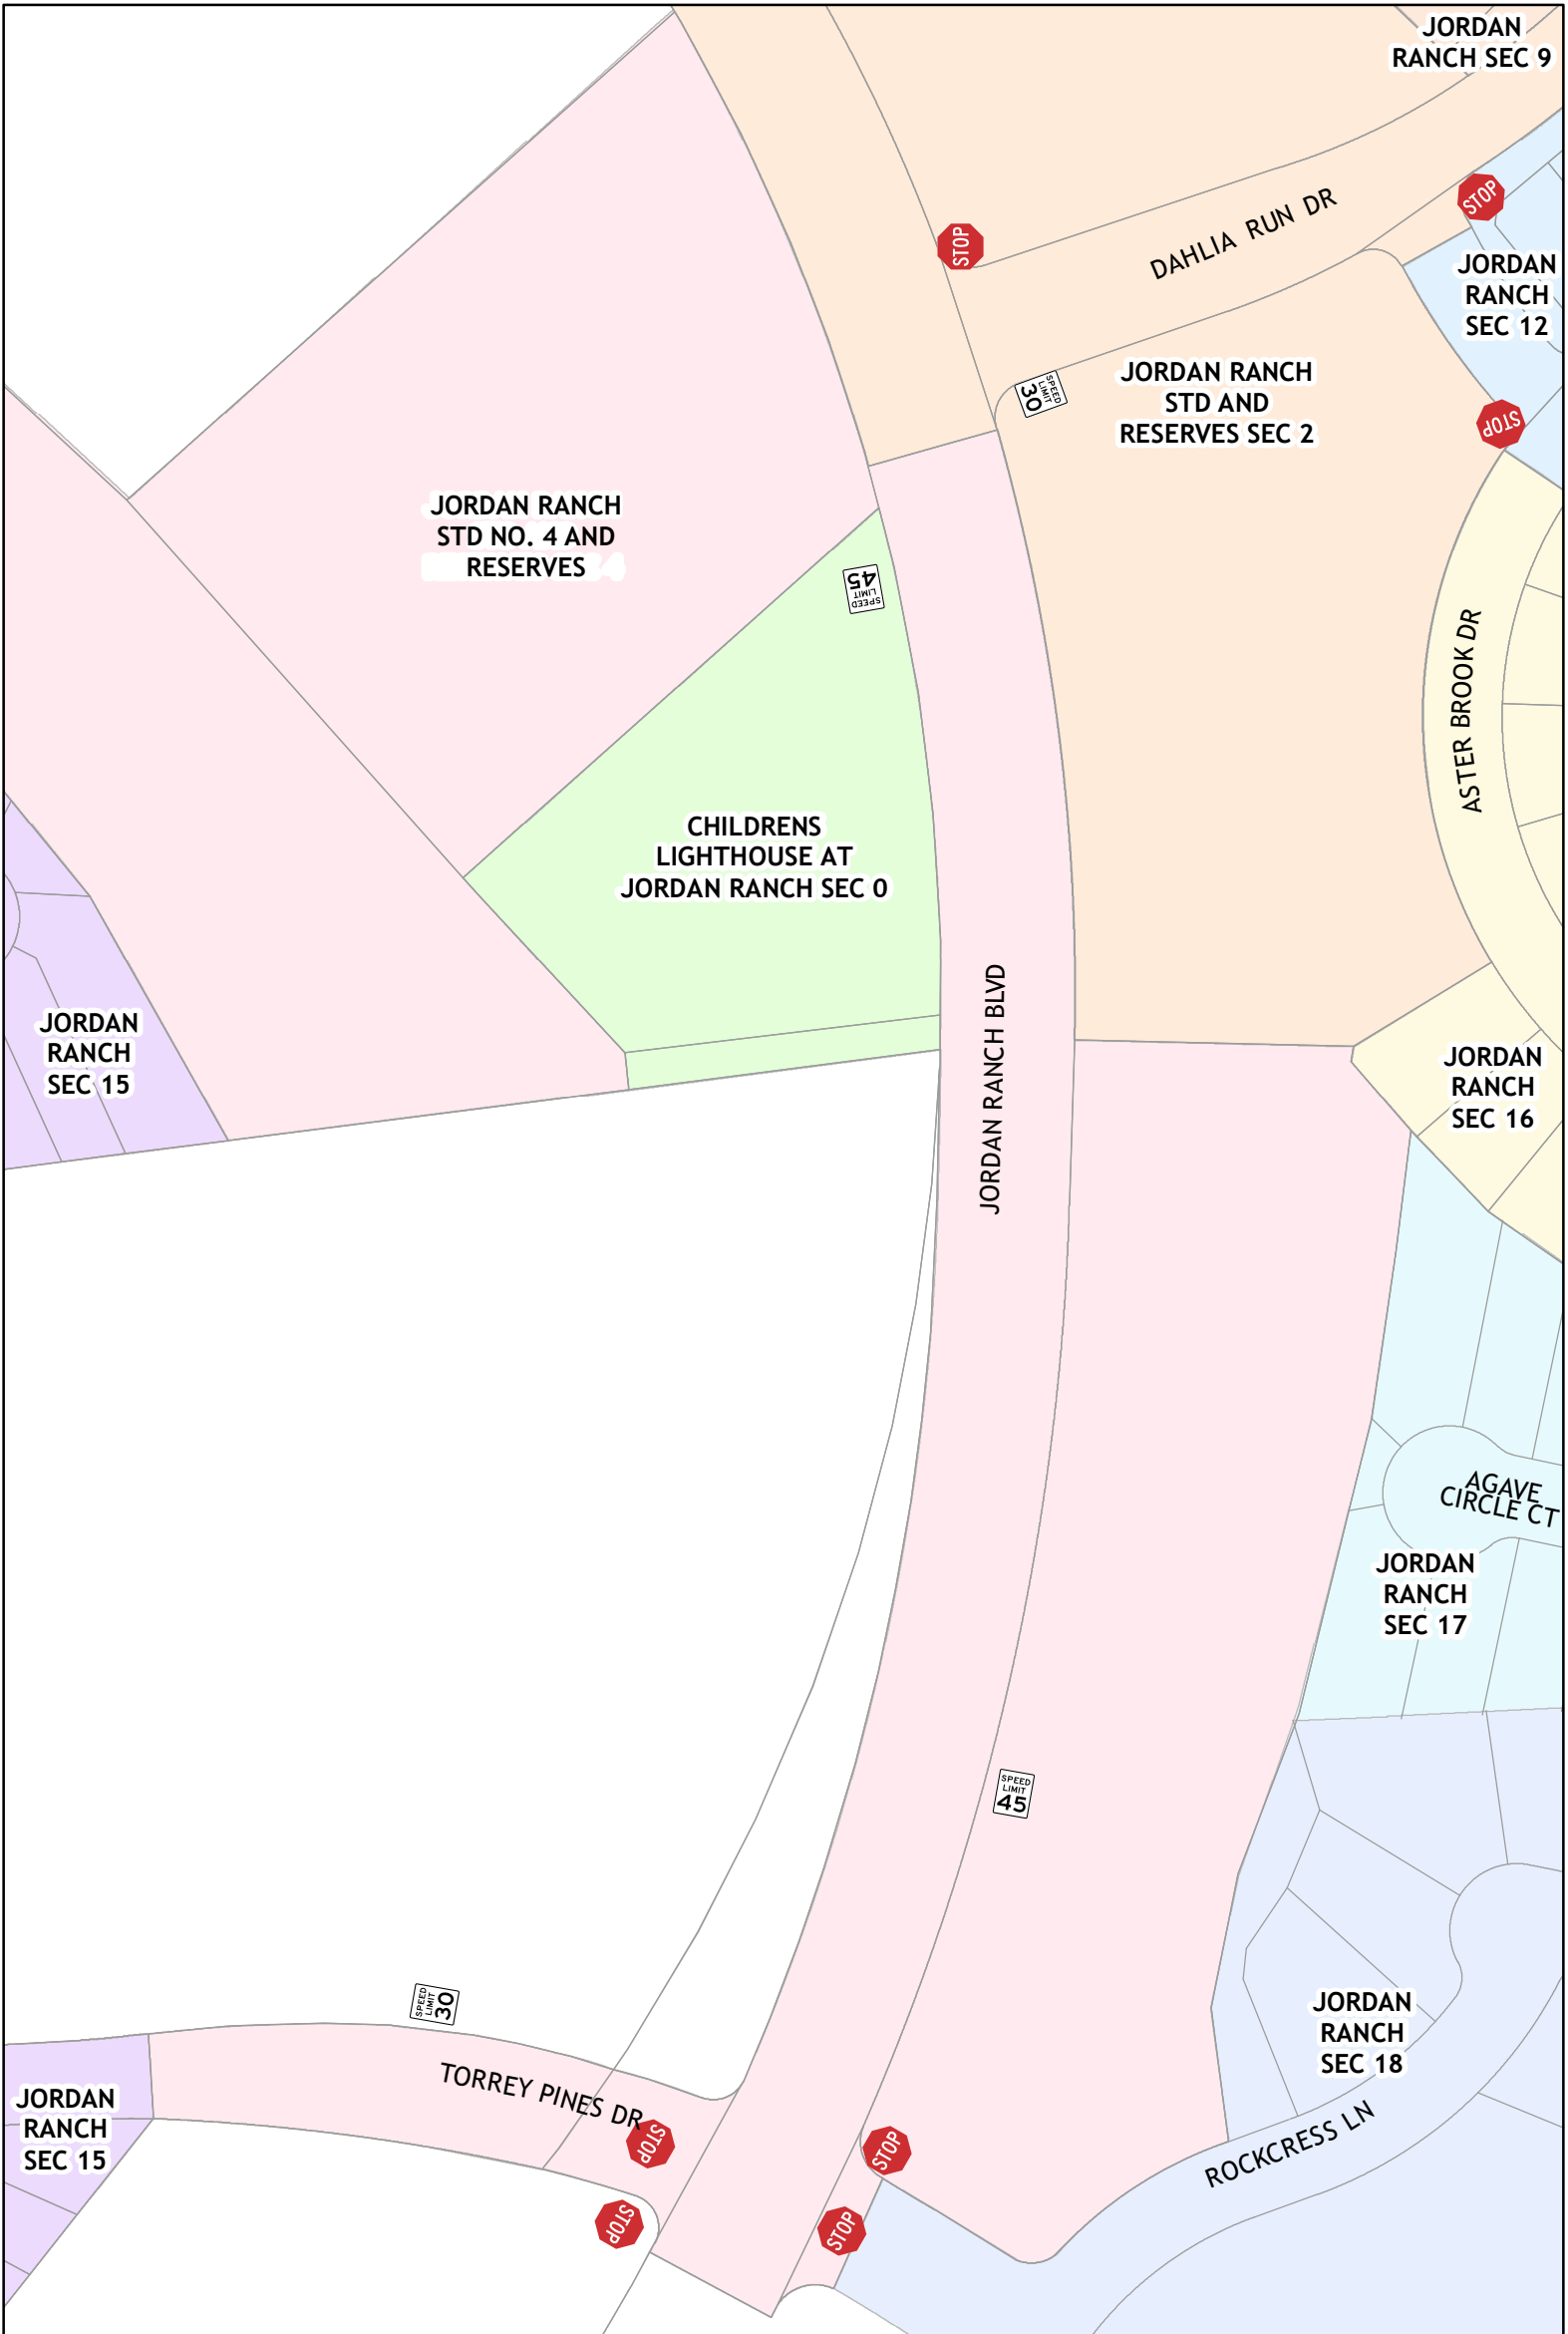 JORDAN
RANCH SEC 9
STOP
DAHLIA RUN DR
STOP
JORDAN
RANCH
SEC 12
SPEED
LIMIT
30
JORDAN RANCH
STD AND
RESERVES SEC 2
STOP
JORDAN RANCH
STD NO. 4 AND
RESERVES
SPEED
LIMIT
45
ASTER BROOK DR
CHILDRENS
LIGHTHOUSE AT
JORDAN RANCH SEC 0
JORDAN RANCH BLVD
JORDAN
RANCH
SEC 15
JORDAN
RANCH
SEC 16
AGAVE
CIRCLE CT
JORDAN
RANCH
SEC 17
SPEED
LIMIT
45
SPEED
LIMIT
30
JORDAN
RANCH
SEC 18
TORREY PINES DR
JORDAN
RANCH
SEC 15
STOP
STOP
ROCKCRESS LN
STOP
STOP